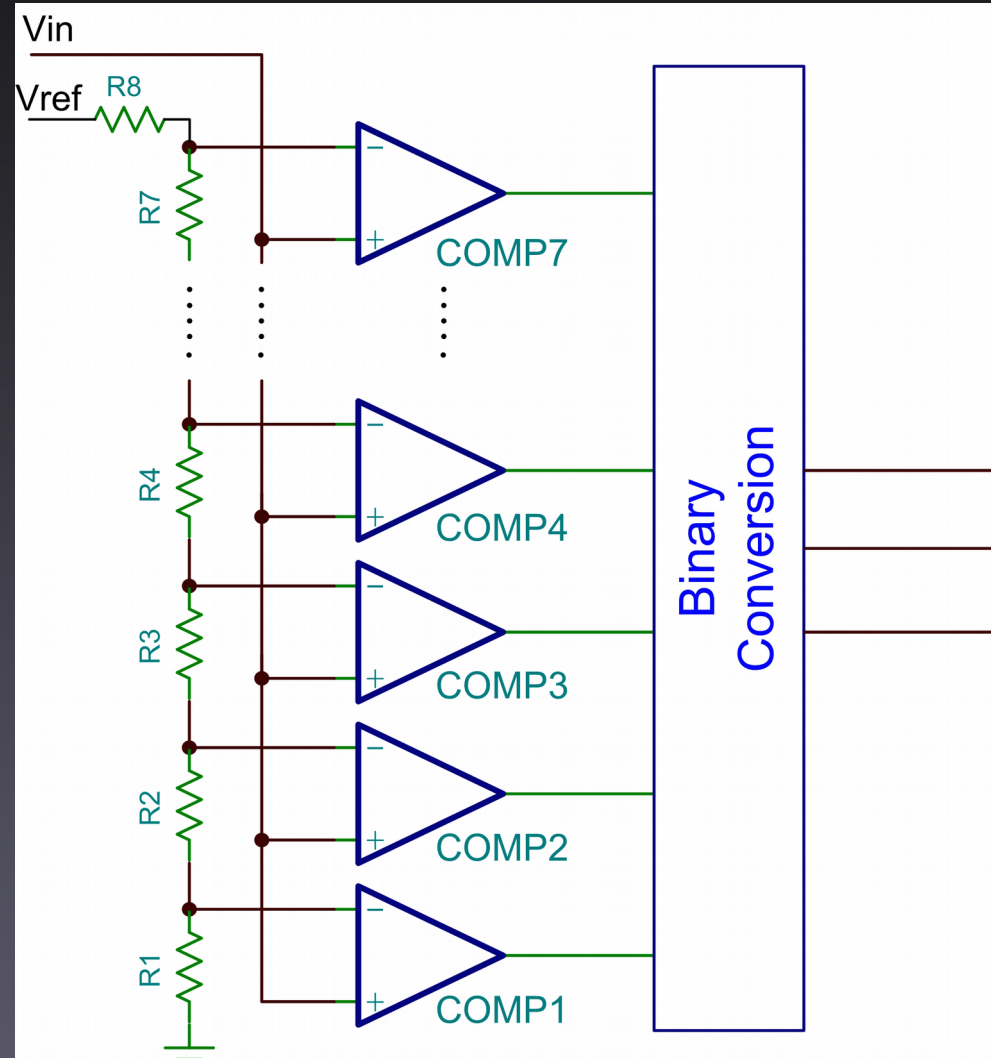 Vin
Vref
R8
R7
−
+
COMP7
R4
−
+
COMP4
R3
−
+
COMP3
R2
−
+
COMP2
R1
−
+
COMP1
Binary
Conversion